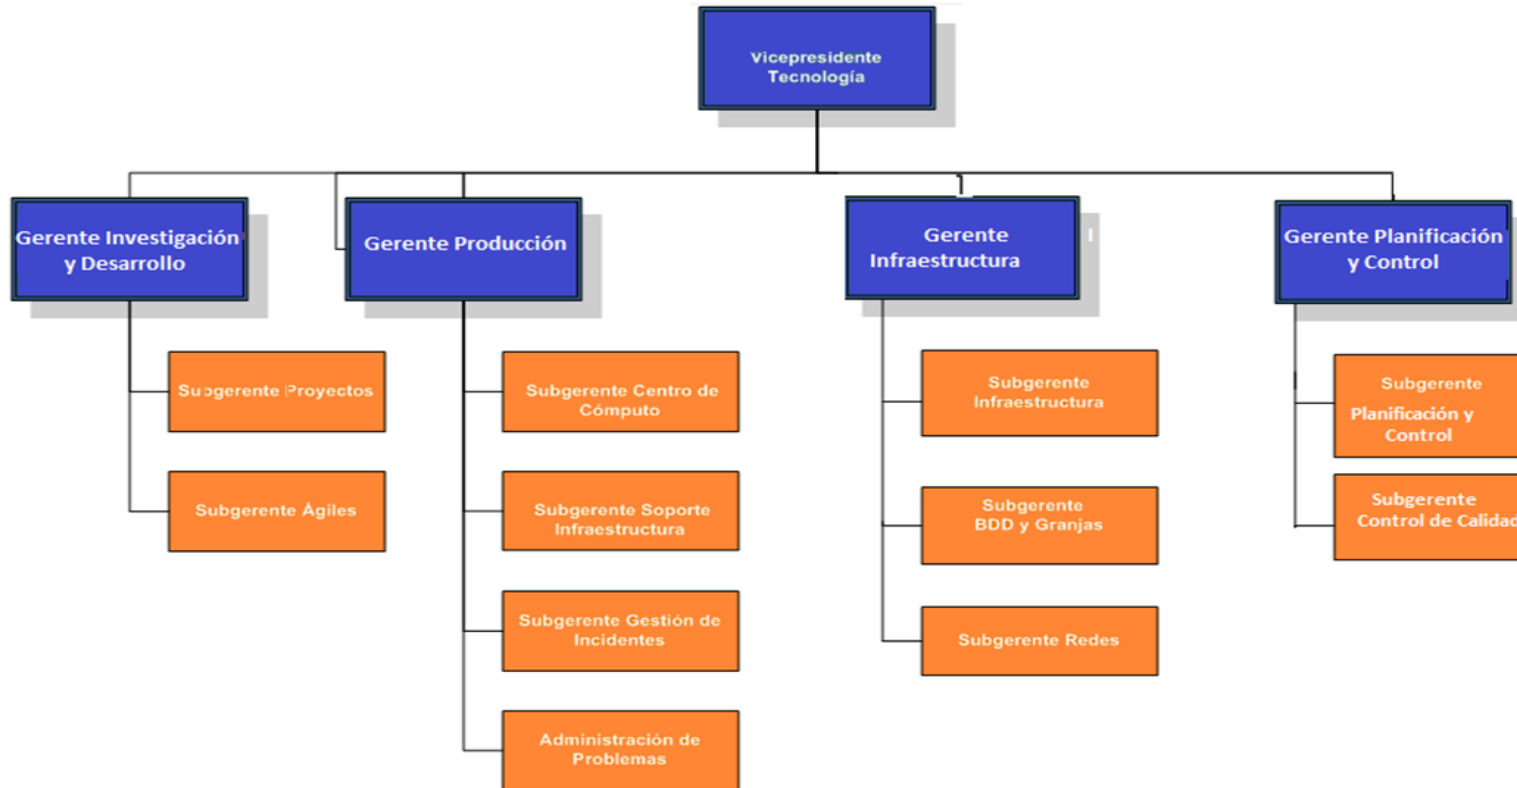 Vicepresidente
Tecnología
Gerente Investigación
y Desarrollo
Gerente Producción
Gerente
Infraestructura
Gerente Planificación
y Control
Subgerente Proyectos
Subgerente Ágiles
Subgerente Centro de
Cómputo
Subgerente Soporte
Infraestructura
Subgerente Gestión de
Incidentes
Administración de
Problemas
Subgerente
Infraestructura
Subgerente
BDD y Granjas
Subgerente Redes
Subgerente
Planificación y
Control
Subgerente
Control de Calidad